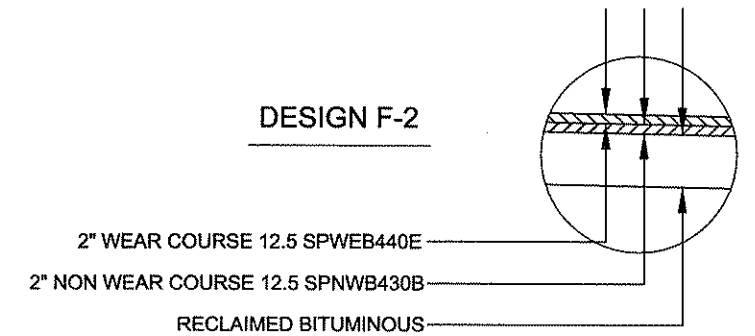 DESIGN F-2
2" WEAR COURSE 12.5 SPWEB440E
2" NON WEAR COURSE 12.5 SPNWB430B
RECLAIMED BITUMINOUS